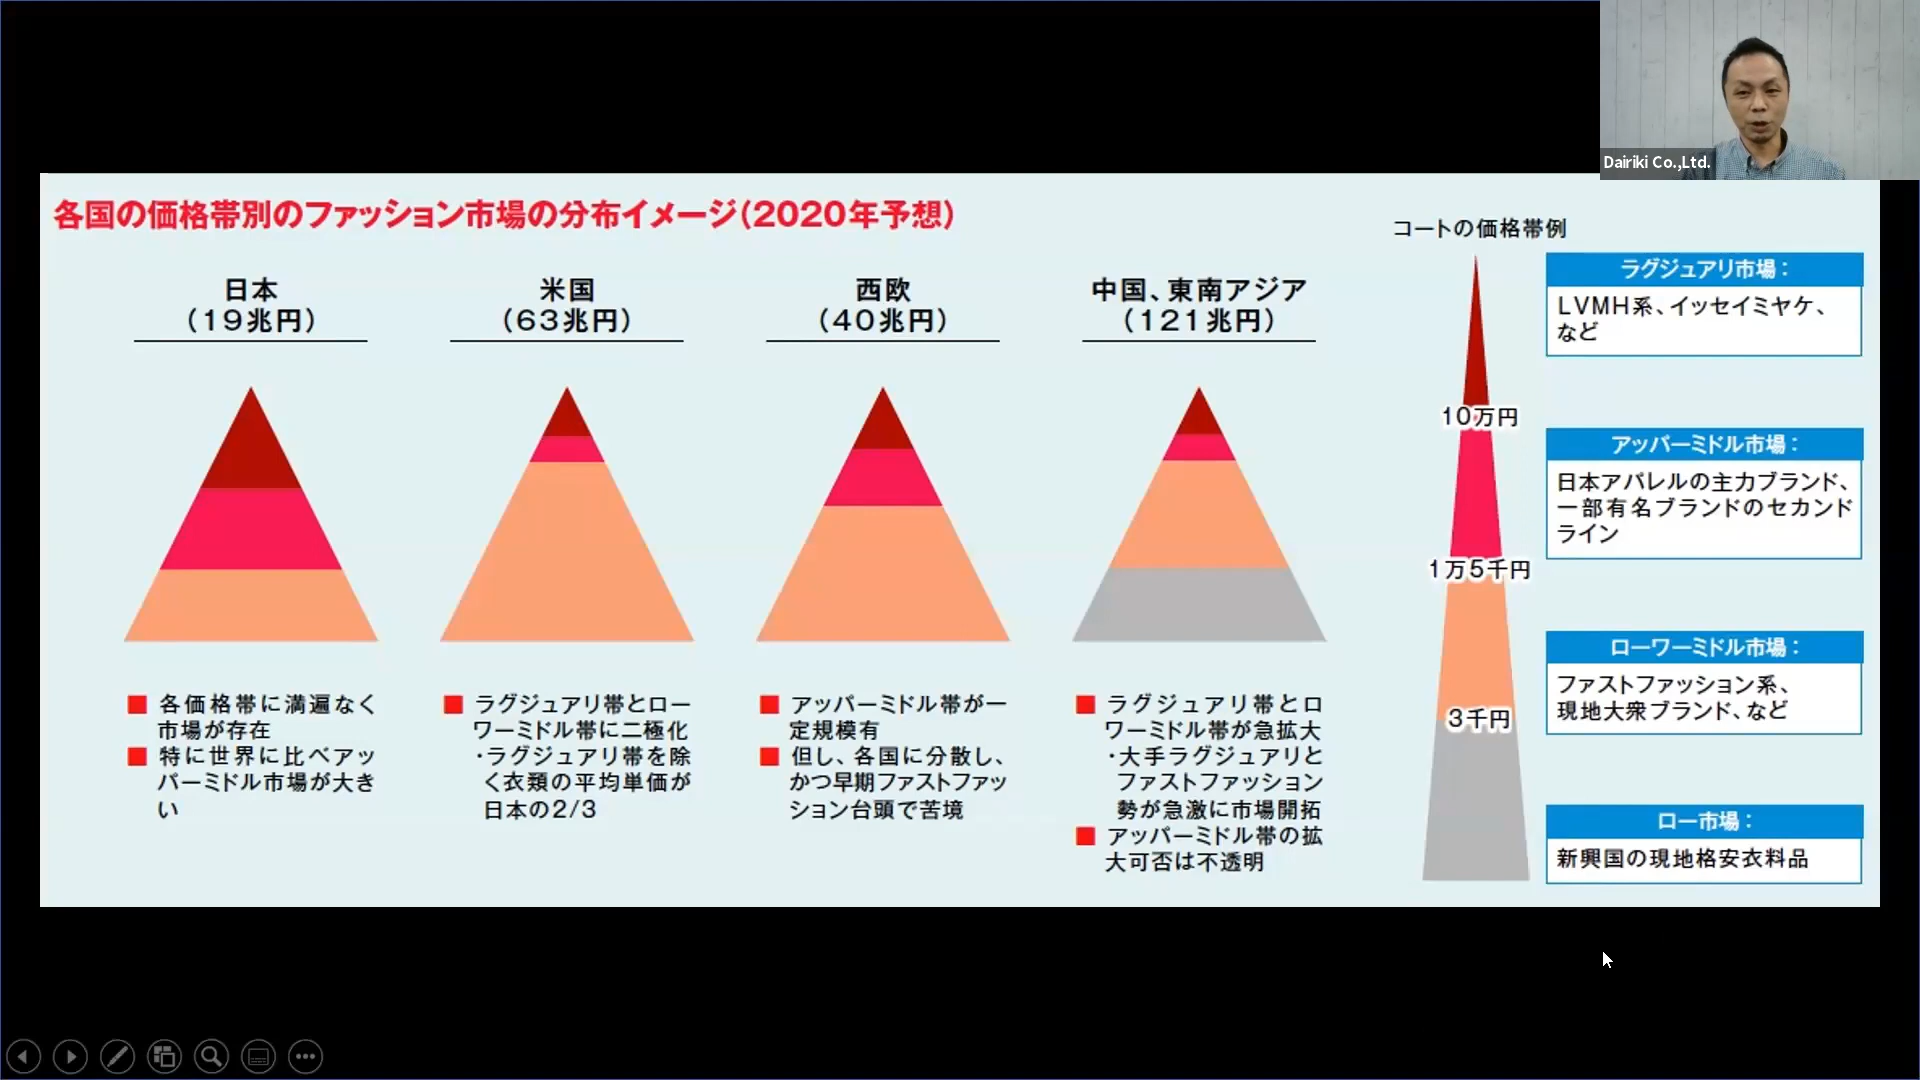 Dairiki Co.,Ltd.
各国の価格帯別のファッション市場の分布イメージ(2020年予想)
日本
(19兆円)
各価格帯に満遍なく
市場が存在
特に世界に比べアッ
パーミドル市場が大き
い
米国
(63兆円)
ラグジュアリ帯とロー
ワーミドル帯に二極化
・ラグジュアリ帯を除
く衣類の平均単価が
日本の2/3
西欧
(40兆円)
アッパーミドル帯が一
定規模有
但し、各国に分散し、
かつ早期ファストファッ
ション台頭で苦境
中国、東南アジア
(121兆円)
ラグジュアリ帯とロ
ワーミドル帯が急拡大
・大手ラグジュアリと
ファストファッション
勢が急激に市場開拓
アッパーミドル帯の拡
大可否は不透明
コートの価格帯例
10万円
1万5千円
3千円
ラグジュアリ市場：
LVMH系、イッセイミヤケ、
など
アッパーミドル市場：
日本アパレルの主力ブランド、
一部有名ブランドのセカンド
ライン
ローワーミドル市場：
ファストファッション系、
現地大衆ブランド、など
ロー市場：
新興国の現地格安衣料品